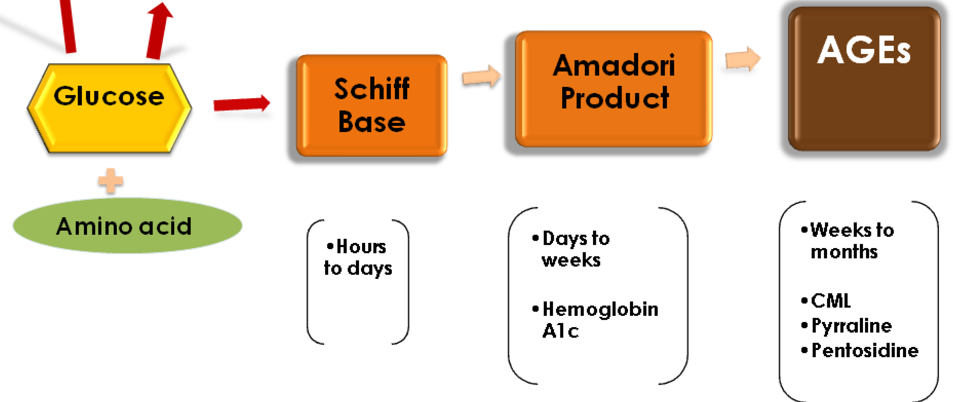 Glucose
+
Amino acid
Schiff
Base
Amadori
Product
AGEs
•Hours
to days
•Days to
weeks
•Hemoglobin
A1c
•Weeks to
months
•CML
•Pyrraline
•Pentosidine